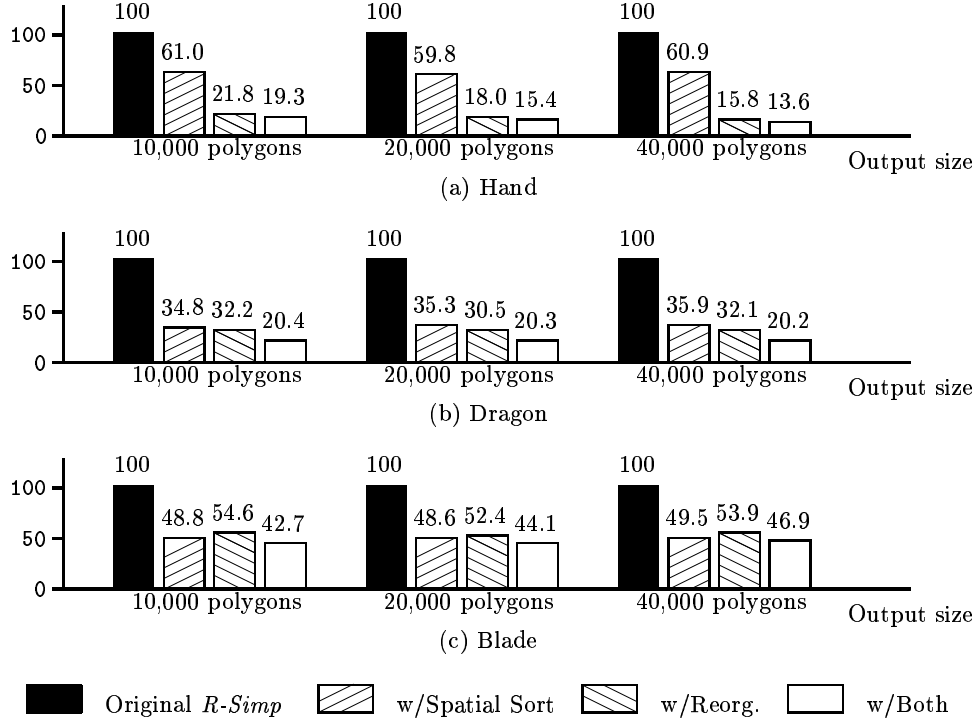 100 100 100
100
61.0 59.8 60.9
50
21.8 19.3 18.0 15.4 15.8 13.6
0
10,000 polygons 20,000 polygons 40,000 polygons
Output size
(a) Hand
100 100 100
100
50
34.8 32.2 20.4 35.3 30.5 20.3 35.9 32.1 20.2
0
10,000 polygons 20,000 polygons 40,000 polygons
Output size
(b) Dragon
100 100 100
100
50
48.8 54.6 42.7 48.6 52.4 44.1 49.5 53.9 46.9
0
10,000 polygons 20,000 polygons 40,000 polygons
Output size
(c) Blade
Original R-Simp w/Spatial Sort w/Reorg. w/Both